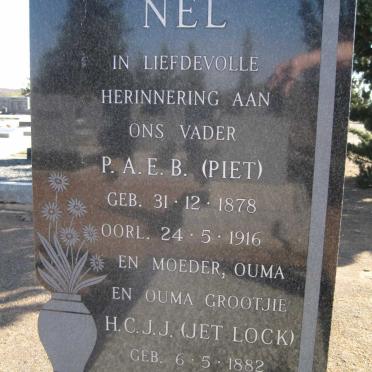 NEL
IN LIEFDEVOLLE
HERINNERING AAN
ONS VADER
P.A.E.B. (PIET)
GEB. 31·12·1878
OORL. 24·5·1916
EN MOEDER, OUMA
EN OUMA GROOTJIE
H.C.J.J. (JET LOCK)
GEB. 6·5·1882